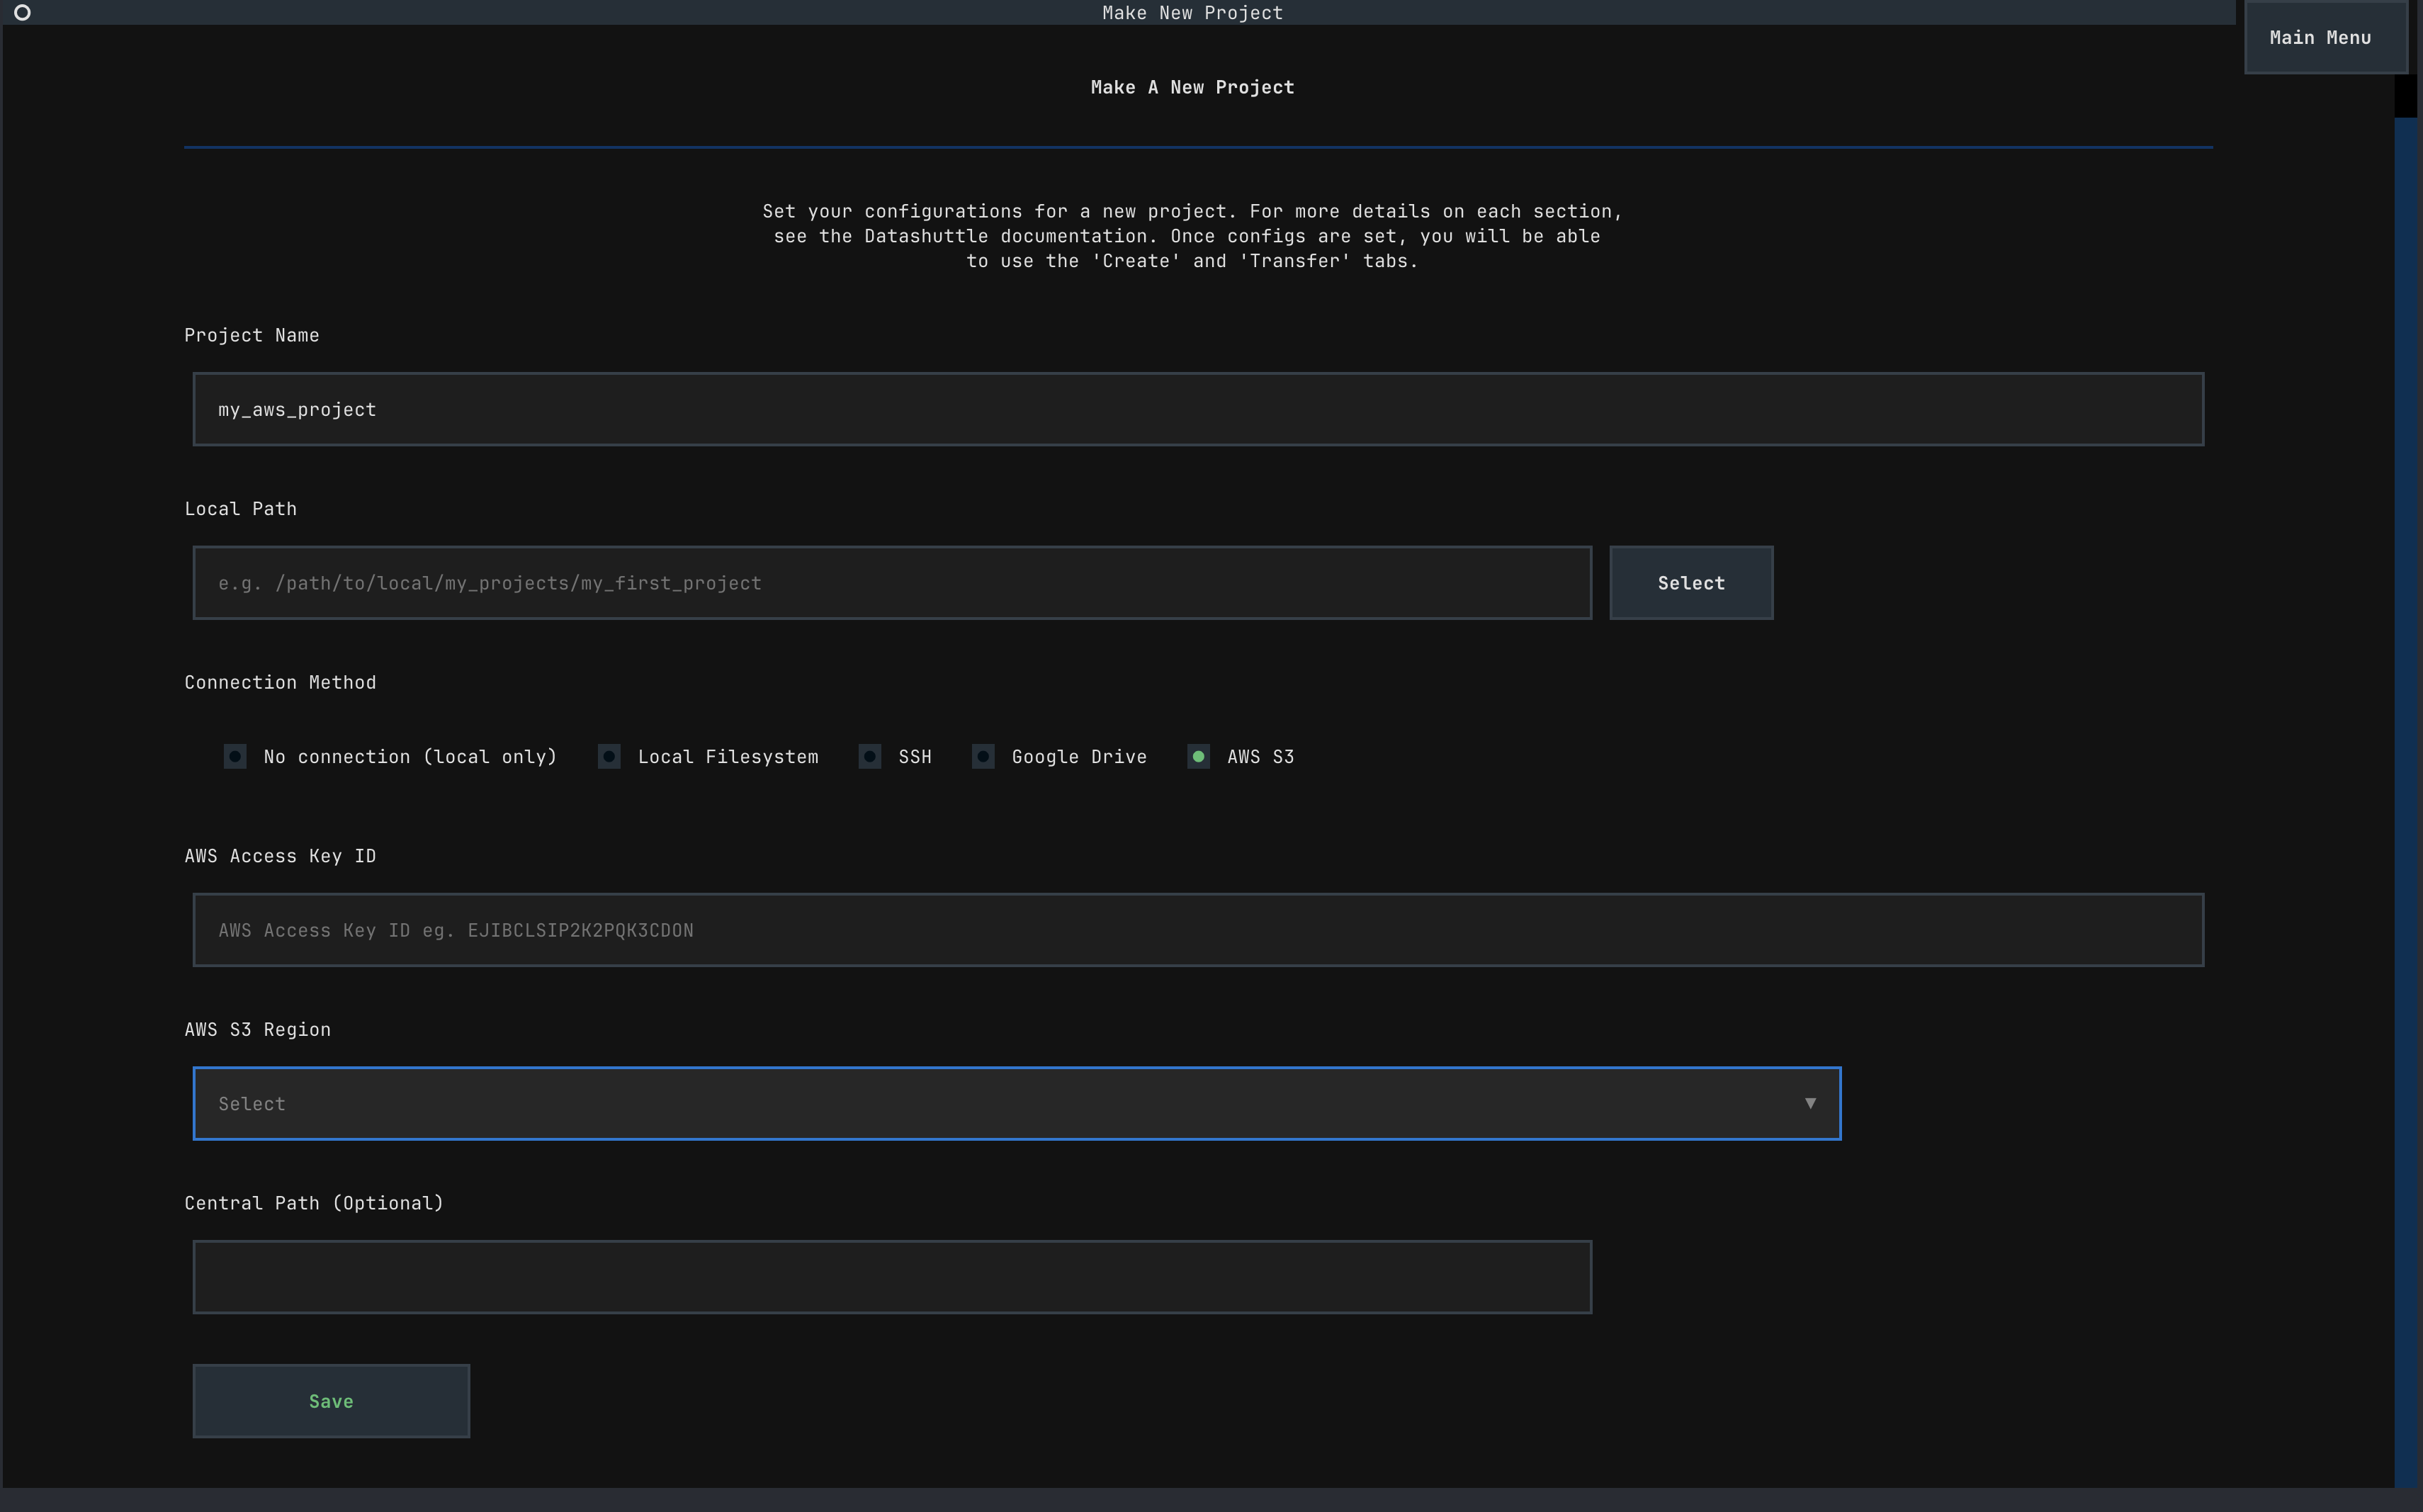 Make New Project
Main Menu
Make A New Project
Set your configurations for a new project. For more details on each section,
see the Datashuttle documentation. Once configs are set, you will be able
to use the 'Create' and 'Transfer' tabs.
Project Name
my_aws_project
Local Path
e.g. /path/to/local/my_projects/my_first_project
Select
Connection Method
No connection (local only) Local Filesystem SSH Google Drive AWS S3
AWS Access Key ID
AWS Access Key ID eg. EJIBCLSIP2K2PQK3CDON
AWS S3 Region
Select
Central Path (Optional)
Save